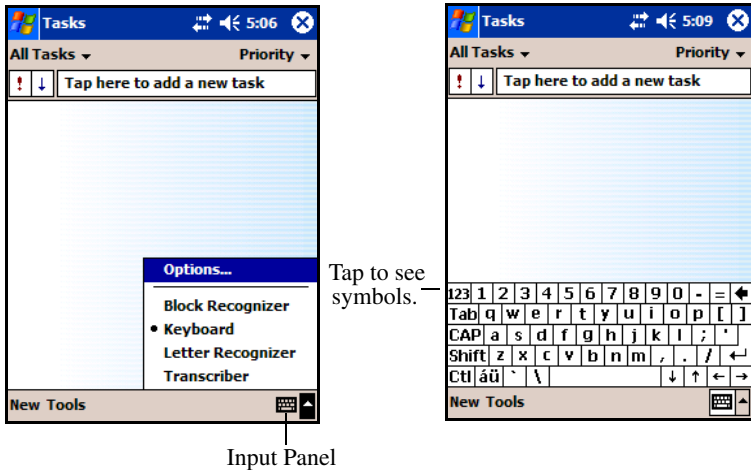 Tasks 5:06
All Tasks Priority
! ↓ Tap here to add a new task
Options...
Block Recognizer
• Keyboard
Letter Recognizer
Transcriber
New Tools
Input Panel
Tap to see
symbols.
Tasks 5:09
All Tasks Priority
! ↓ Tap here to add a new task
123 1 2 3 4 5 6 7 8 9 0 - = ←
Tab q w e r t y u i o p [ ]
CAP a s d f g h j k l ; '
Shift z x c v b n m , . / ↵
Ctl áü ` \ ↓ ↑ ← →
New Tools